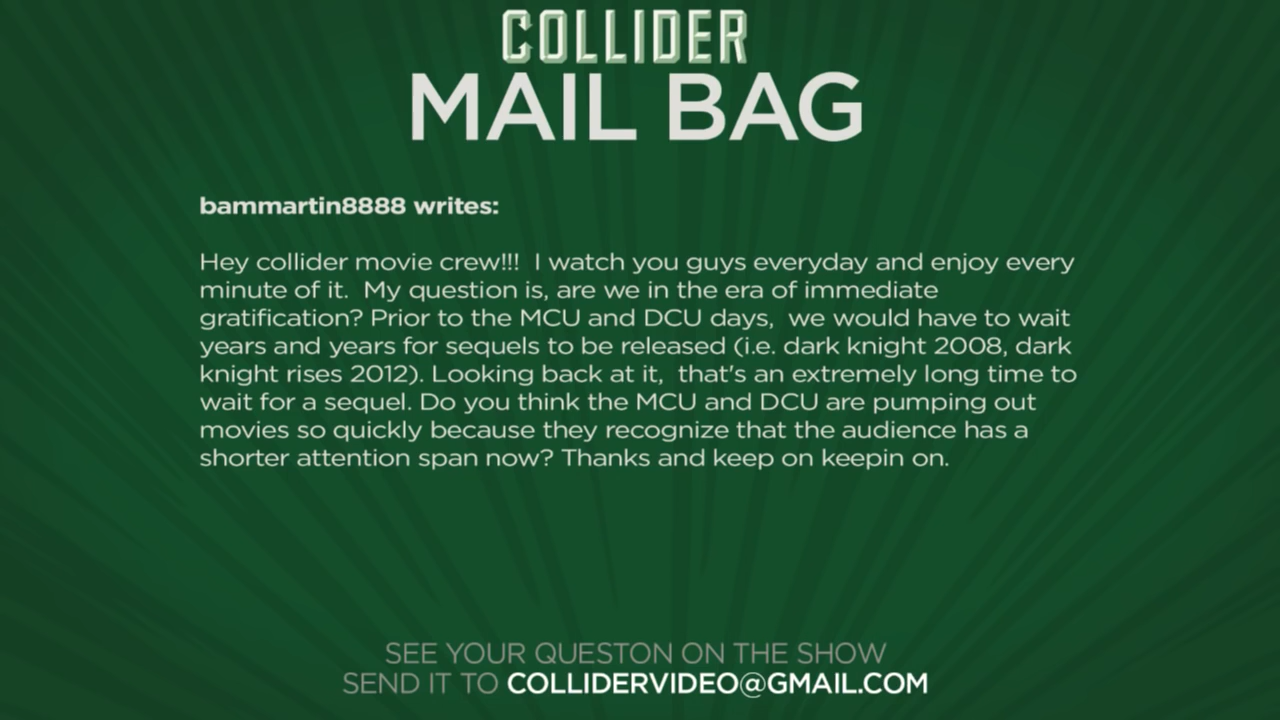 COLLIDER
MAIL BAG
bammartin8888 writes:
Hey collider movie crew!!!  I watch you guys everyday and enjoy every
minute of it.  My question is, are we in the era of immediate
gratification? Prior to the MCU and DCU days,  we would have to wait
years and years for sequels to be released (i.e. dark knight 2008, dark
knight rises 2012). Looking back at it,  that's an extremely long time to
wait for a sequel. Do you think the MCU and DCU are pumping out
movies so quickly because they recognize that the audience has a
shorter attention span now? Thanks and keep on keepin on.
SEE YOUR QUESTON ON THE SHOW
SEND IT TO COLLIDERVIDEO@GMAIL.COM